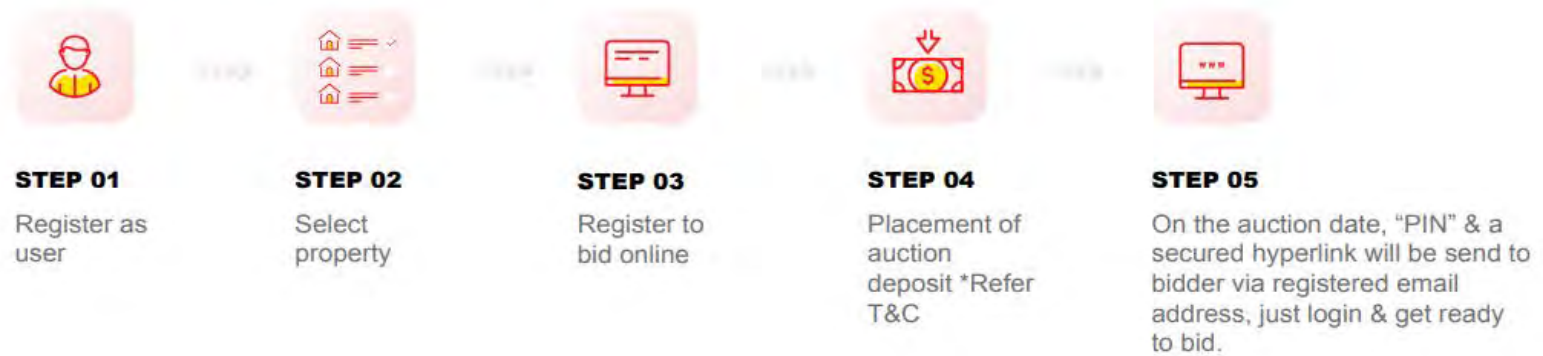 STEP 01
Register as
user
STEP 02
Select
property
STEP 03
Register to
bid online
STEP 04
Placement of
auction
deposit *Refer
T&C
www
STEP 05
On the auction date, “PIN” & a
secured hyperlink will be send to
bidder via registered email
address, just login & get ready
to bid.